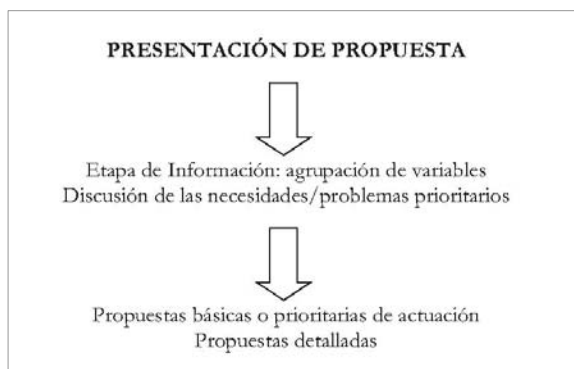 PRESENTACIÓN DE PROPUESTA
Etapa de Información: agrupación de variables
Discusión de las necesidades/problemas prioritarios
Propuestas básicas o prioritarias de actuación
Propuestas detalladas